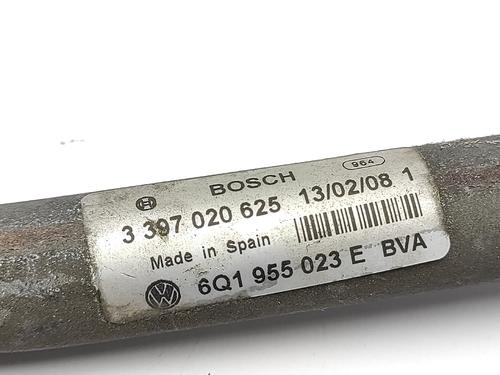 964
BOSCH
3 397 020 625 13/02/08 1
Made in Spain
6Q1 955 023 E BVA